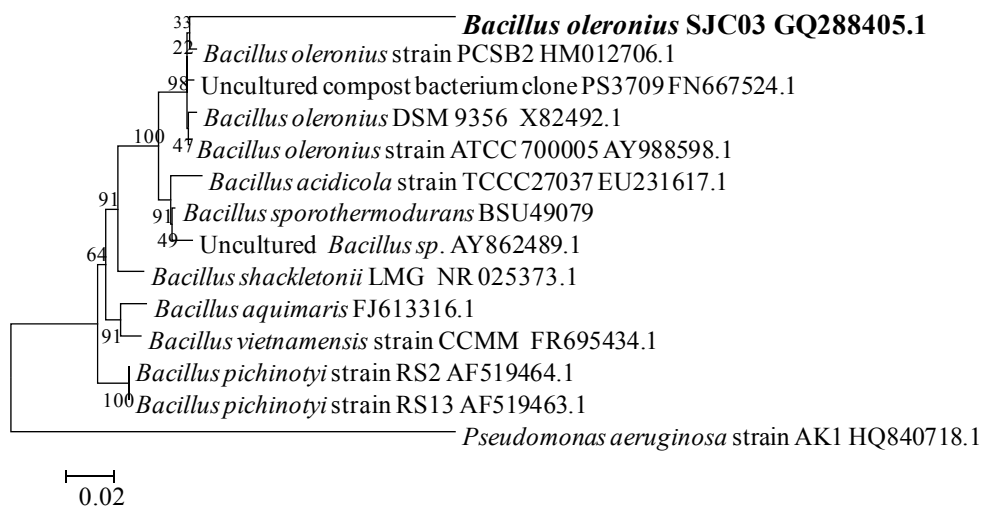 33
Bacillus oleronius SJC03 GQ288405.1
22
Bacillus oleronius strain PCSB2 HM012706.1
98
Uncultured compost bacterium clone PS3709 FN667524.1
Bacillus oleronius DSM 9356 X82492.1
100
47
Bacillus oleronius strain ATCC 700005 AY988598.1
Bacillus acidicola strain TCCC27037 EU231617.1
91
91
Bacillus sporothermodurans BSU49079
49
Uncultured Bacillus sp. AY862489.1
64
Bacillus shackletonii LMG NR 025373.1
Bacillus aquimaris FJ613316.1
91
Bacillus vietnamensis strain CCMM FR695434.1
Bacillus pichinotyi strain RS2 AF519464.1
100
Bacillus pichinotyi strain RS13 AF519463.1
Pseudomonas aeruginosa strain AK1 HQ840718.1
0.02